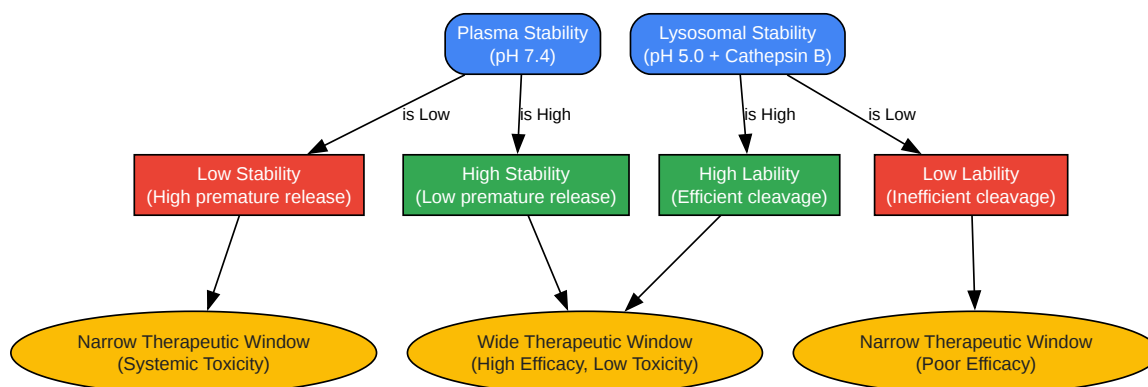 Plasma Stability
(pH 7.4)
Lysosomal Stability
(pH 5.0 + Cathepsin B)
is Low
is High
is High
is Low
Low Stability
(High premature release)
High Stability
(Low premature release)
High Lability
(Efficient cleavage)
Low Lability
(Inefficient cleavage)
Narrow Therapeutic Window
(Systemic Toxicity)
Wide Therapeutic Window
(High Efficacy, Low Toxicity)
Narrow Therapeutic Window
(Poor Efficacy)